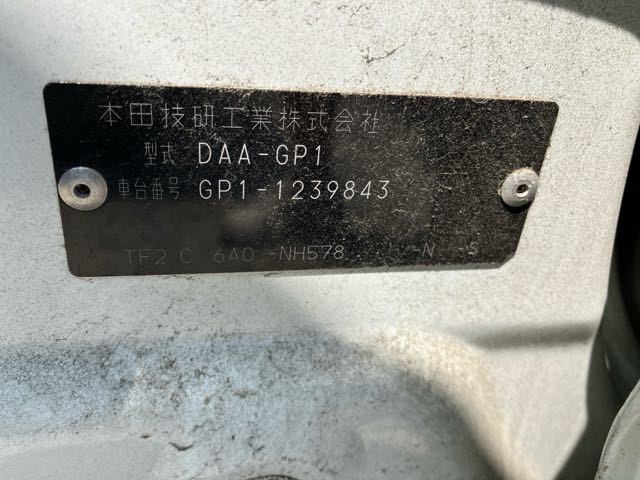 本田技研工業株式会社
型式 DAA-GP1
車台番号 GP1-1239843
TF2 C 6A0 -NH578 -N -S